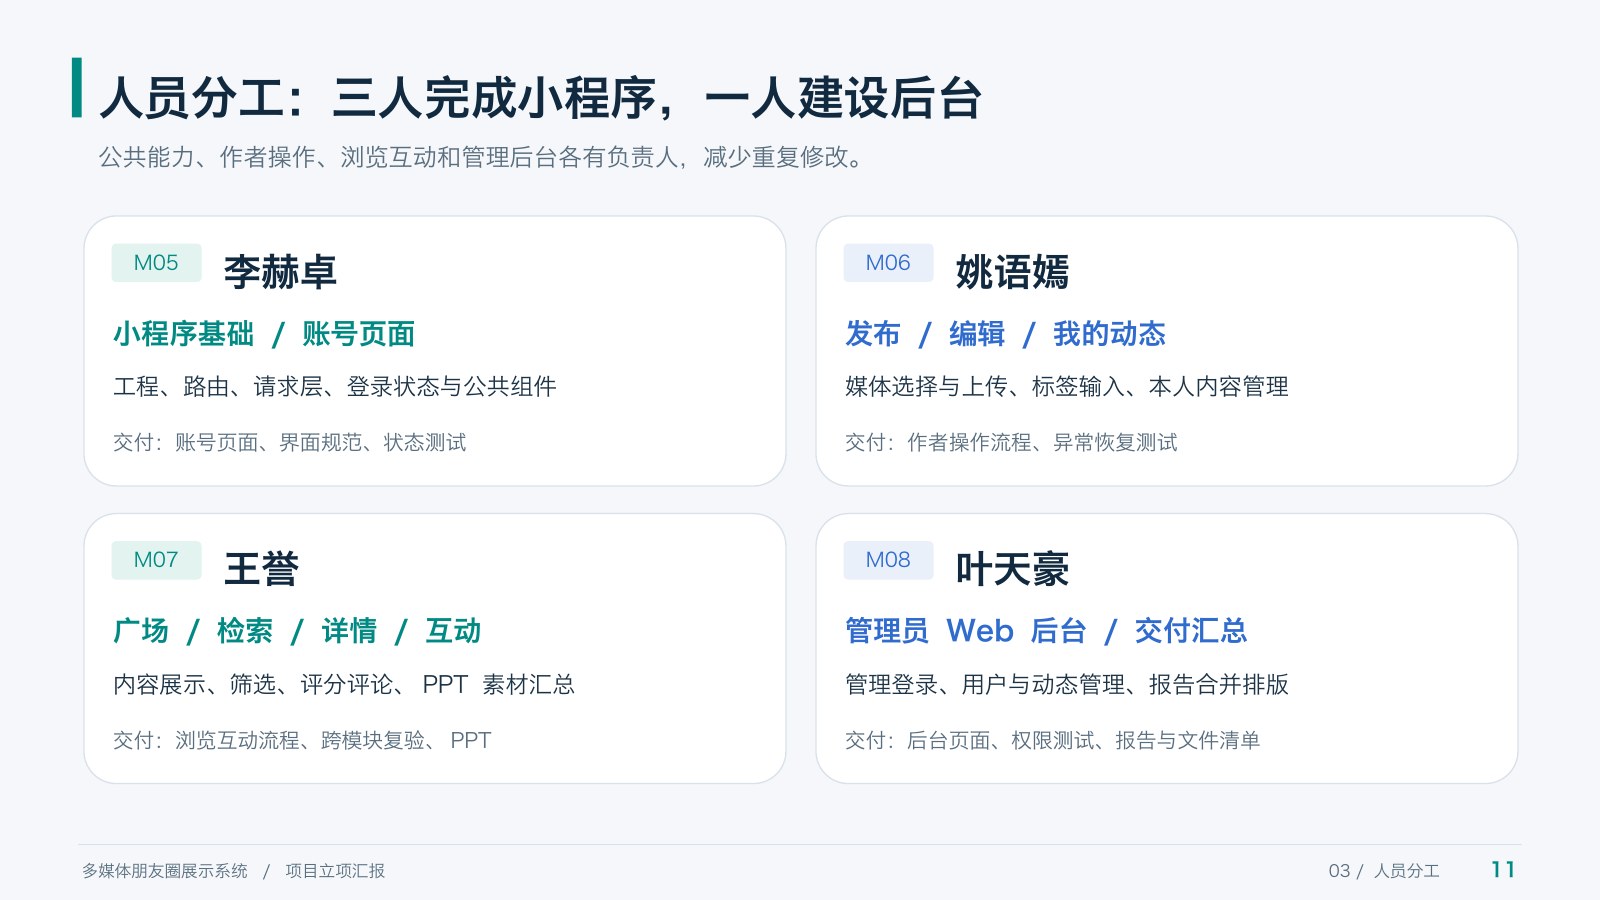 人员分工：三人完成小程序，一人建设后台
公共能力、作者操作、浏览互动和管理后台各有负责人，减少重复修改。
M05 李赫卓
小程序基础 / 账号页面
工程、路由、请求层、登录状态与公共组件
交付：账号页面、界面规范、状态测试
M06 姚语嫣
发布 / 编辑 / 我的动态
媒体选择与上传、标签输入、本人内容管理
交付：作者操作流程、异常恢复测试
M07 王誉
广场 / 检索 / 详情 / 互动
内容展示、筛选、评分评论、 PPT 素材汇总
交付：浏览互动流程、跨模块复验、 PPT
M08 叶天豪
管理员 Web 后台 / 交付汇总
管理登录、用户与动态管理、报告合并排版
交付：后台页面、权限测试、报告与文件清单
多媒体朋友圈展示系统 / 项目立项汇报
03 / 人员分工 11